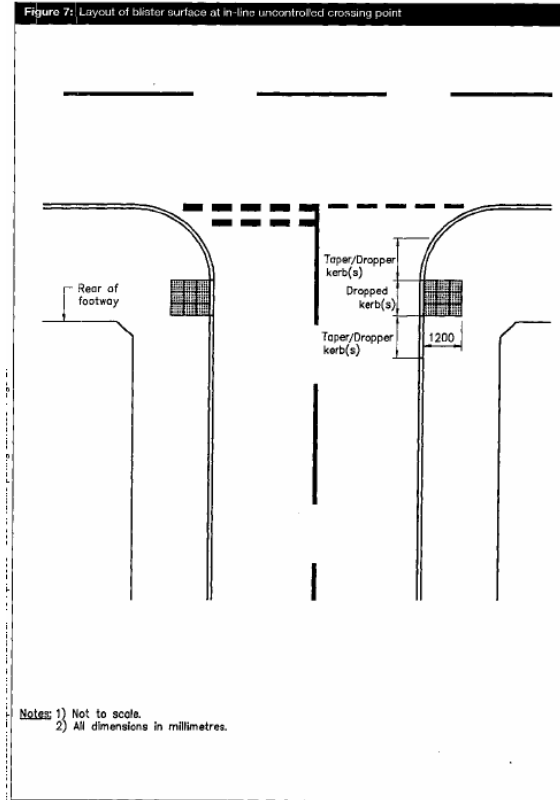 Figure 7: Layout of blister surface at in-line uncontrolled crossing point
Taper/Dropper
kerb(s)
Rear of
footway
Dropped
kerb(s)
Taper/Dropper
kerb(s)
1200
Notes: 1) Not to scale.
2) All dimensions in millimetres.